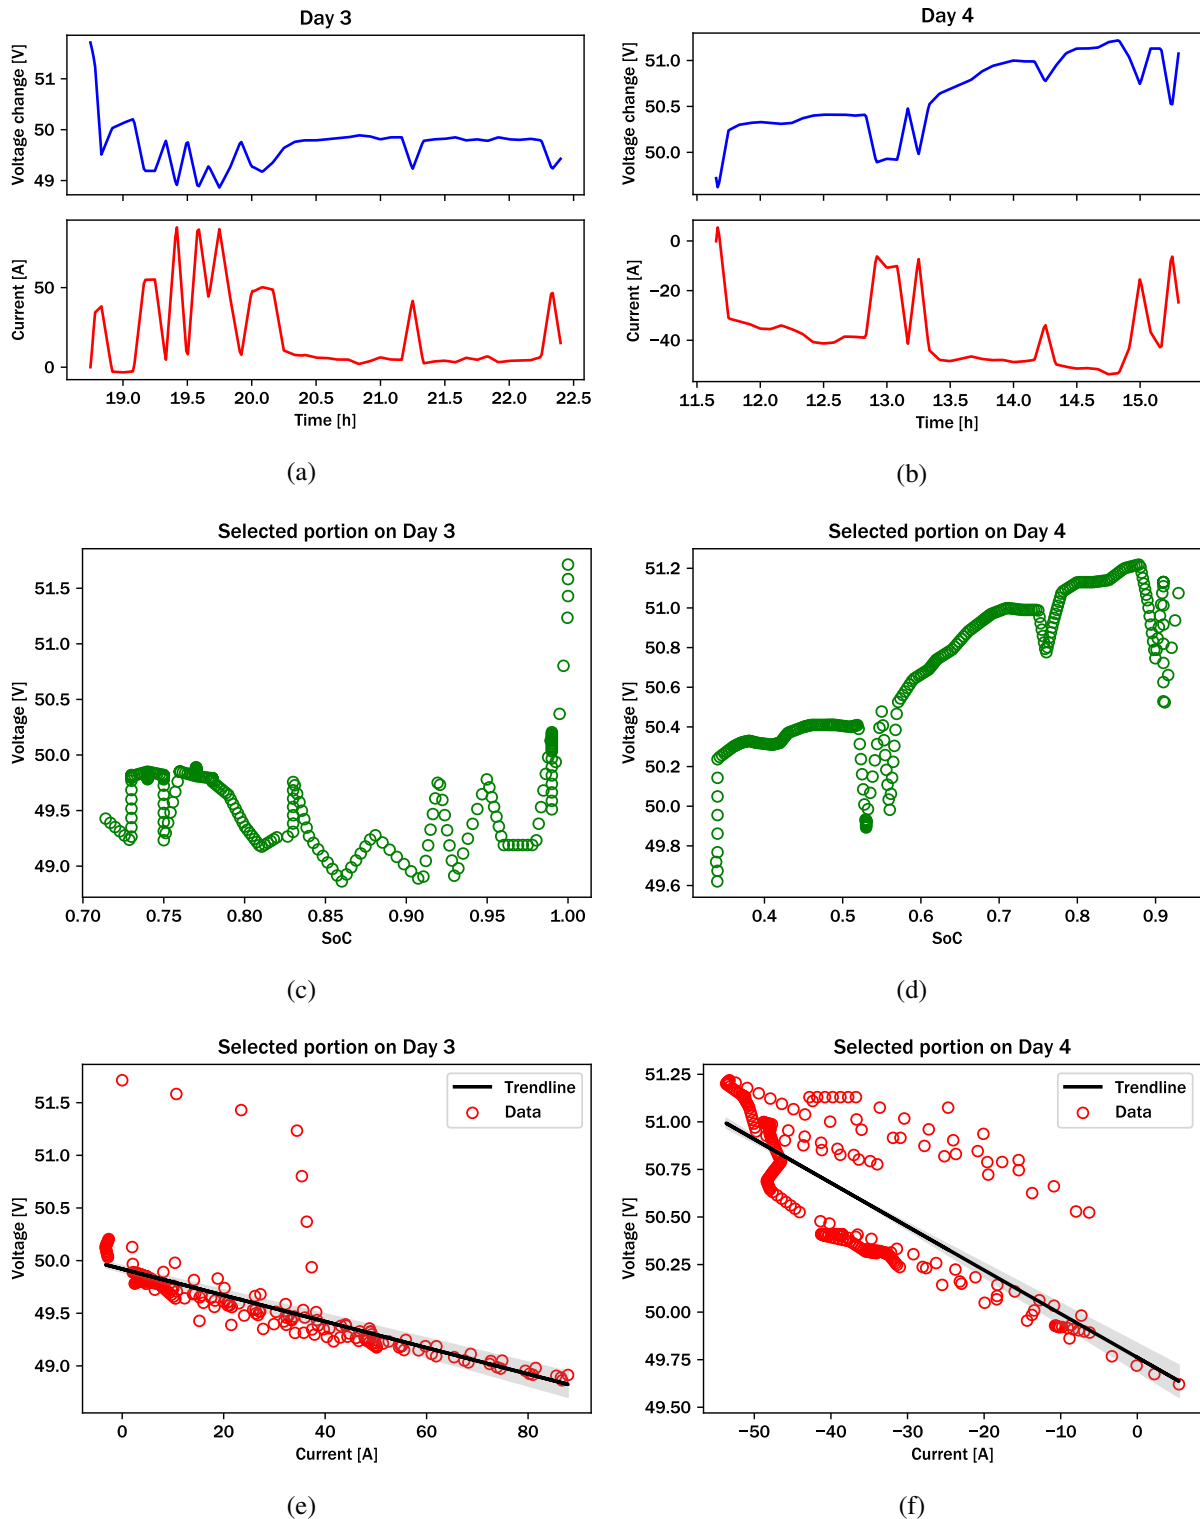 Day 3
Voltage change [V]
51
50
49
Current [A]
50
0
19.0 19.5 20.0 20.5 21.0 21.5 22.0 22.5
Time [h]
(a)
Day 4
Voltage change [V]
51.0
50.5
50.0
Current [A]
0
−20
−40
11.5 12.0 12.5 13.0 13.5 14.0 14.5 15.0
Time [h]
(b)
Selected portion on Day 3
Voltage [V]
51.5
51.0
50.5
50.0
49.5
49.0
0.70 0.75 0.80 0.85 0.90 0.95 1.00
SoC
(c)
Selected portion on Day 4
Voltage [V]
51.2
51.0
50.8
50.6
50.4
50.2
50.0
49.8
49.6
0.4 0.5 0.6 0.7 0.8 0.9
SoC
(d)
Selected portion on Day 3
Trendline
Data
Voltage [V]
51.5
51.0
50.5
50.0
49.5
49.0
0 20 40 60 80
Current [A]
(e)
Selected portion on Day 4
Trendline
Data
Voltage [V]
51.25
51.00
50.75
50.50
50.25
50.00
49.75
49.50
−50 −40 −30 −20 −10 0
Current [A]
(f)